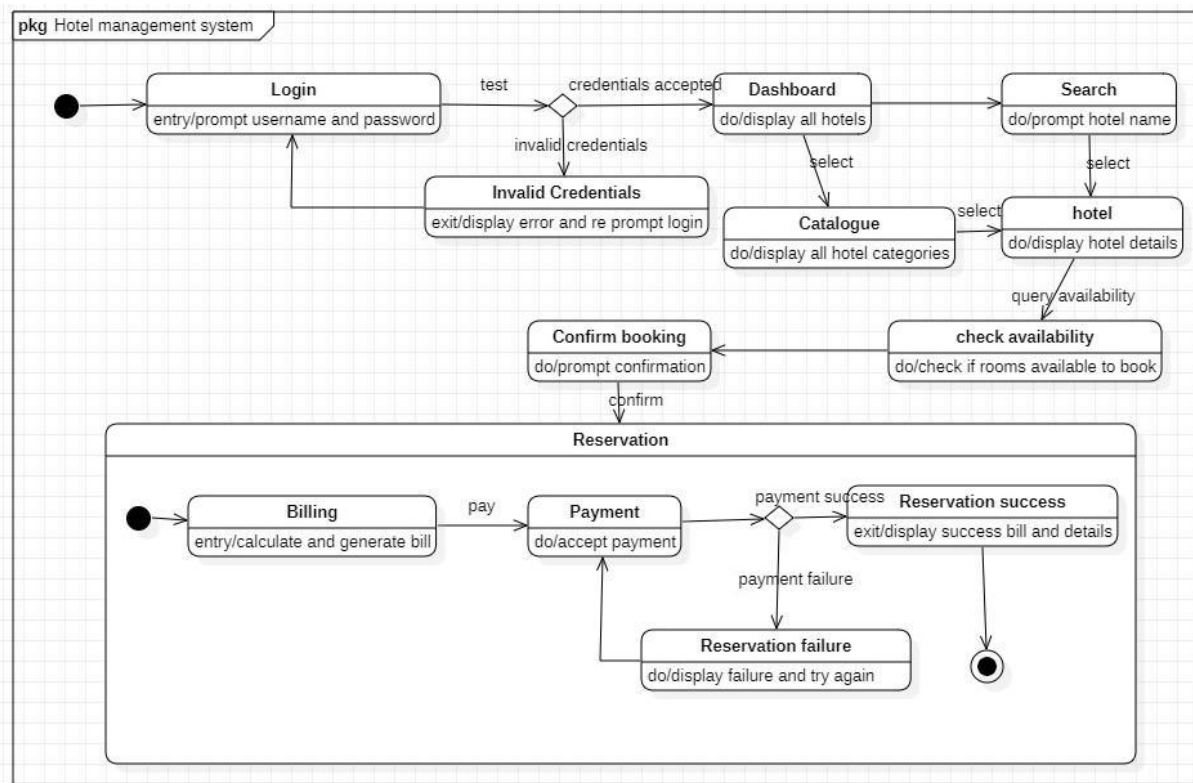 pkg Hotel management system
Login
entry/prompt username and password
test
credentials accepted
Dashboard
do/display all hotels
Search
do/prompt hotel name
invalid credentials
select
select
Invalid Credentials
exit/display error and re prompt login
Catalogue
do/display all hotel categories
select
hotel
do/display hotel details
query availability
Confirm booking
do/prompt confirmation
check availability
do/check if rooms available to book
confirm
Reservation
Billing
entry/calculate and generate bill
pay
Payment
do/accept payment
payment success
Reservation success
exit/display success bill and details
payment failure
Reservation failure
do/display failure and try again